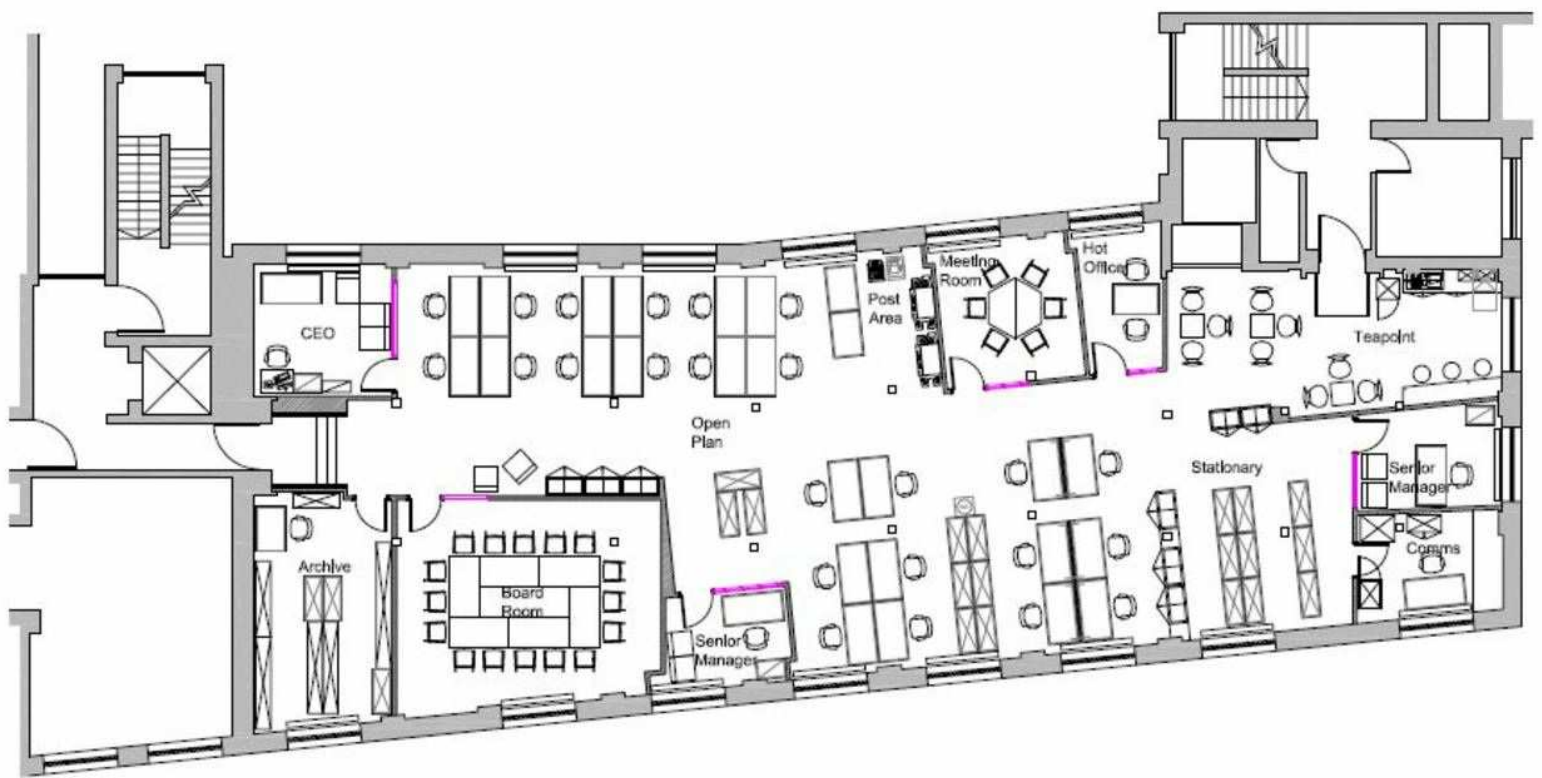 CEO
Post
Area
Meeting
Room
Hot
Office
Teapoint
Open
Plan
Stationary
Senior
Manager
Archive
Board
Room
Senior
Manager
Comms